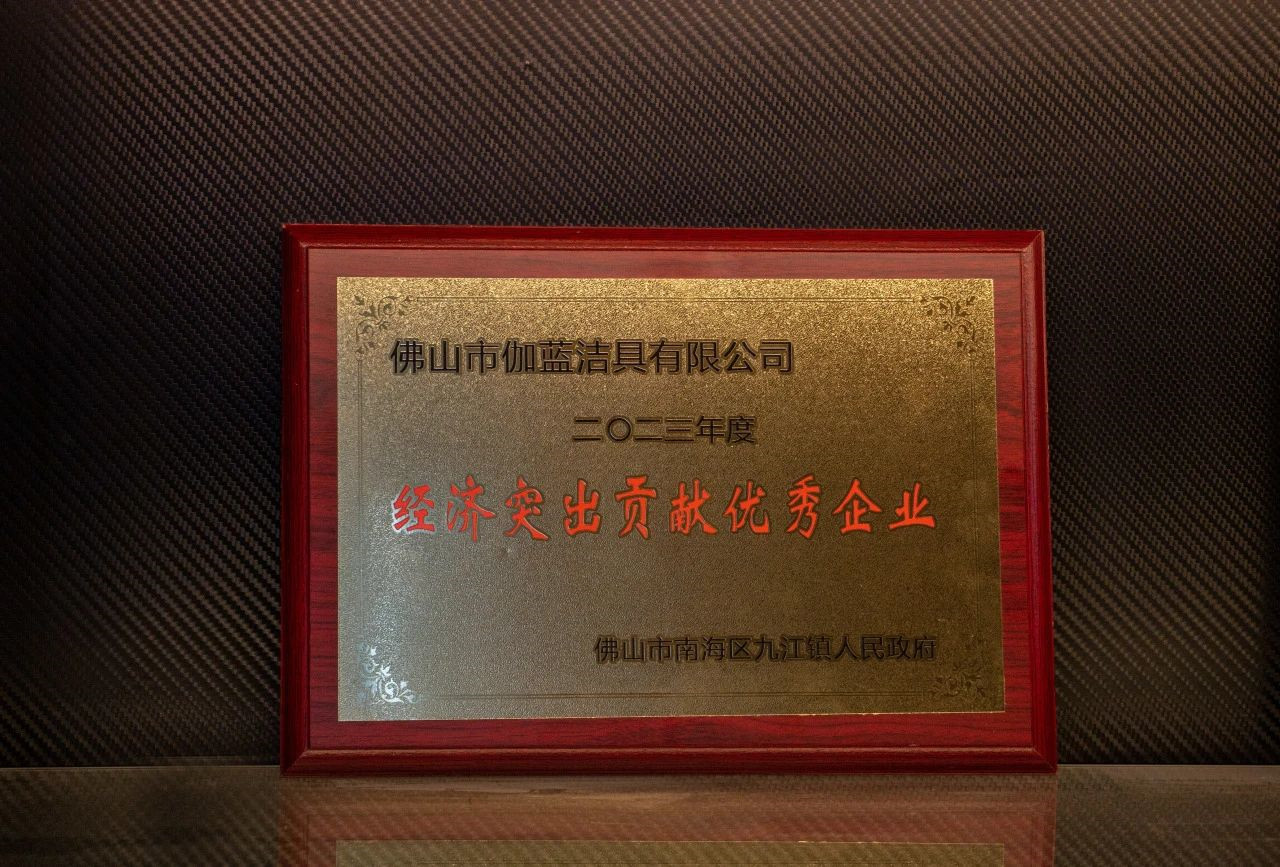 佛山市伽蓝洁具有限公司
二〇二三年度
经济突出贡献优秀企业
佛山市南海区九江镇人民政府